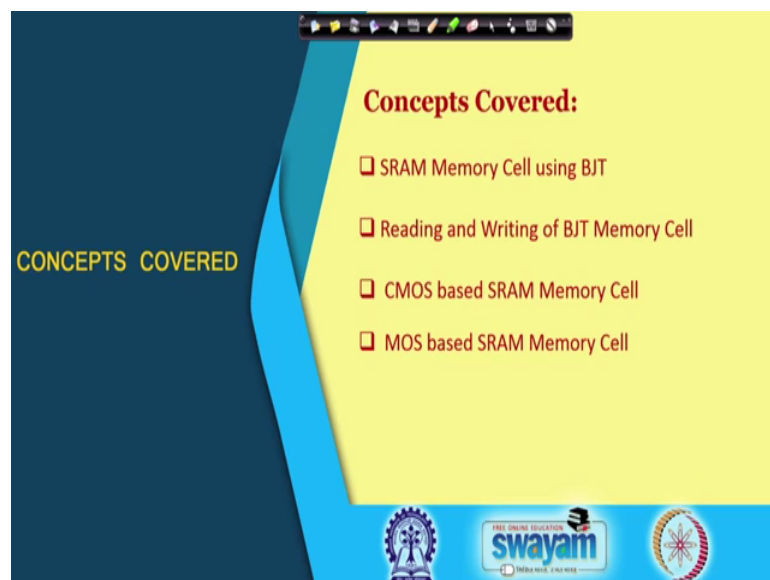 Concepts Covered:
SRAM Memory Cell using BJT
Reading and Writing of BJT Memory Cell
CONCEPTS COVERED
CMOS based SRAM Memory Cell
MOS based SRAM Memory Cell
FREE ONLINE EDUCATION
swayam